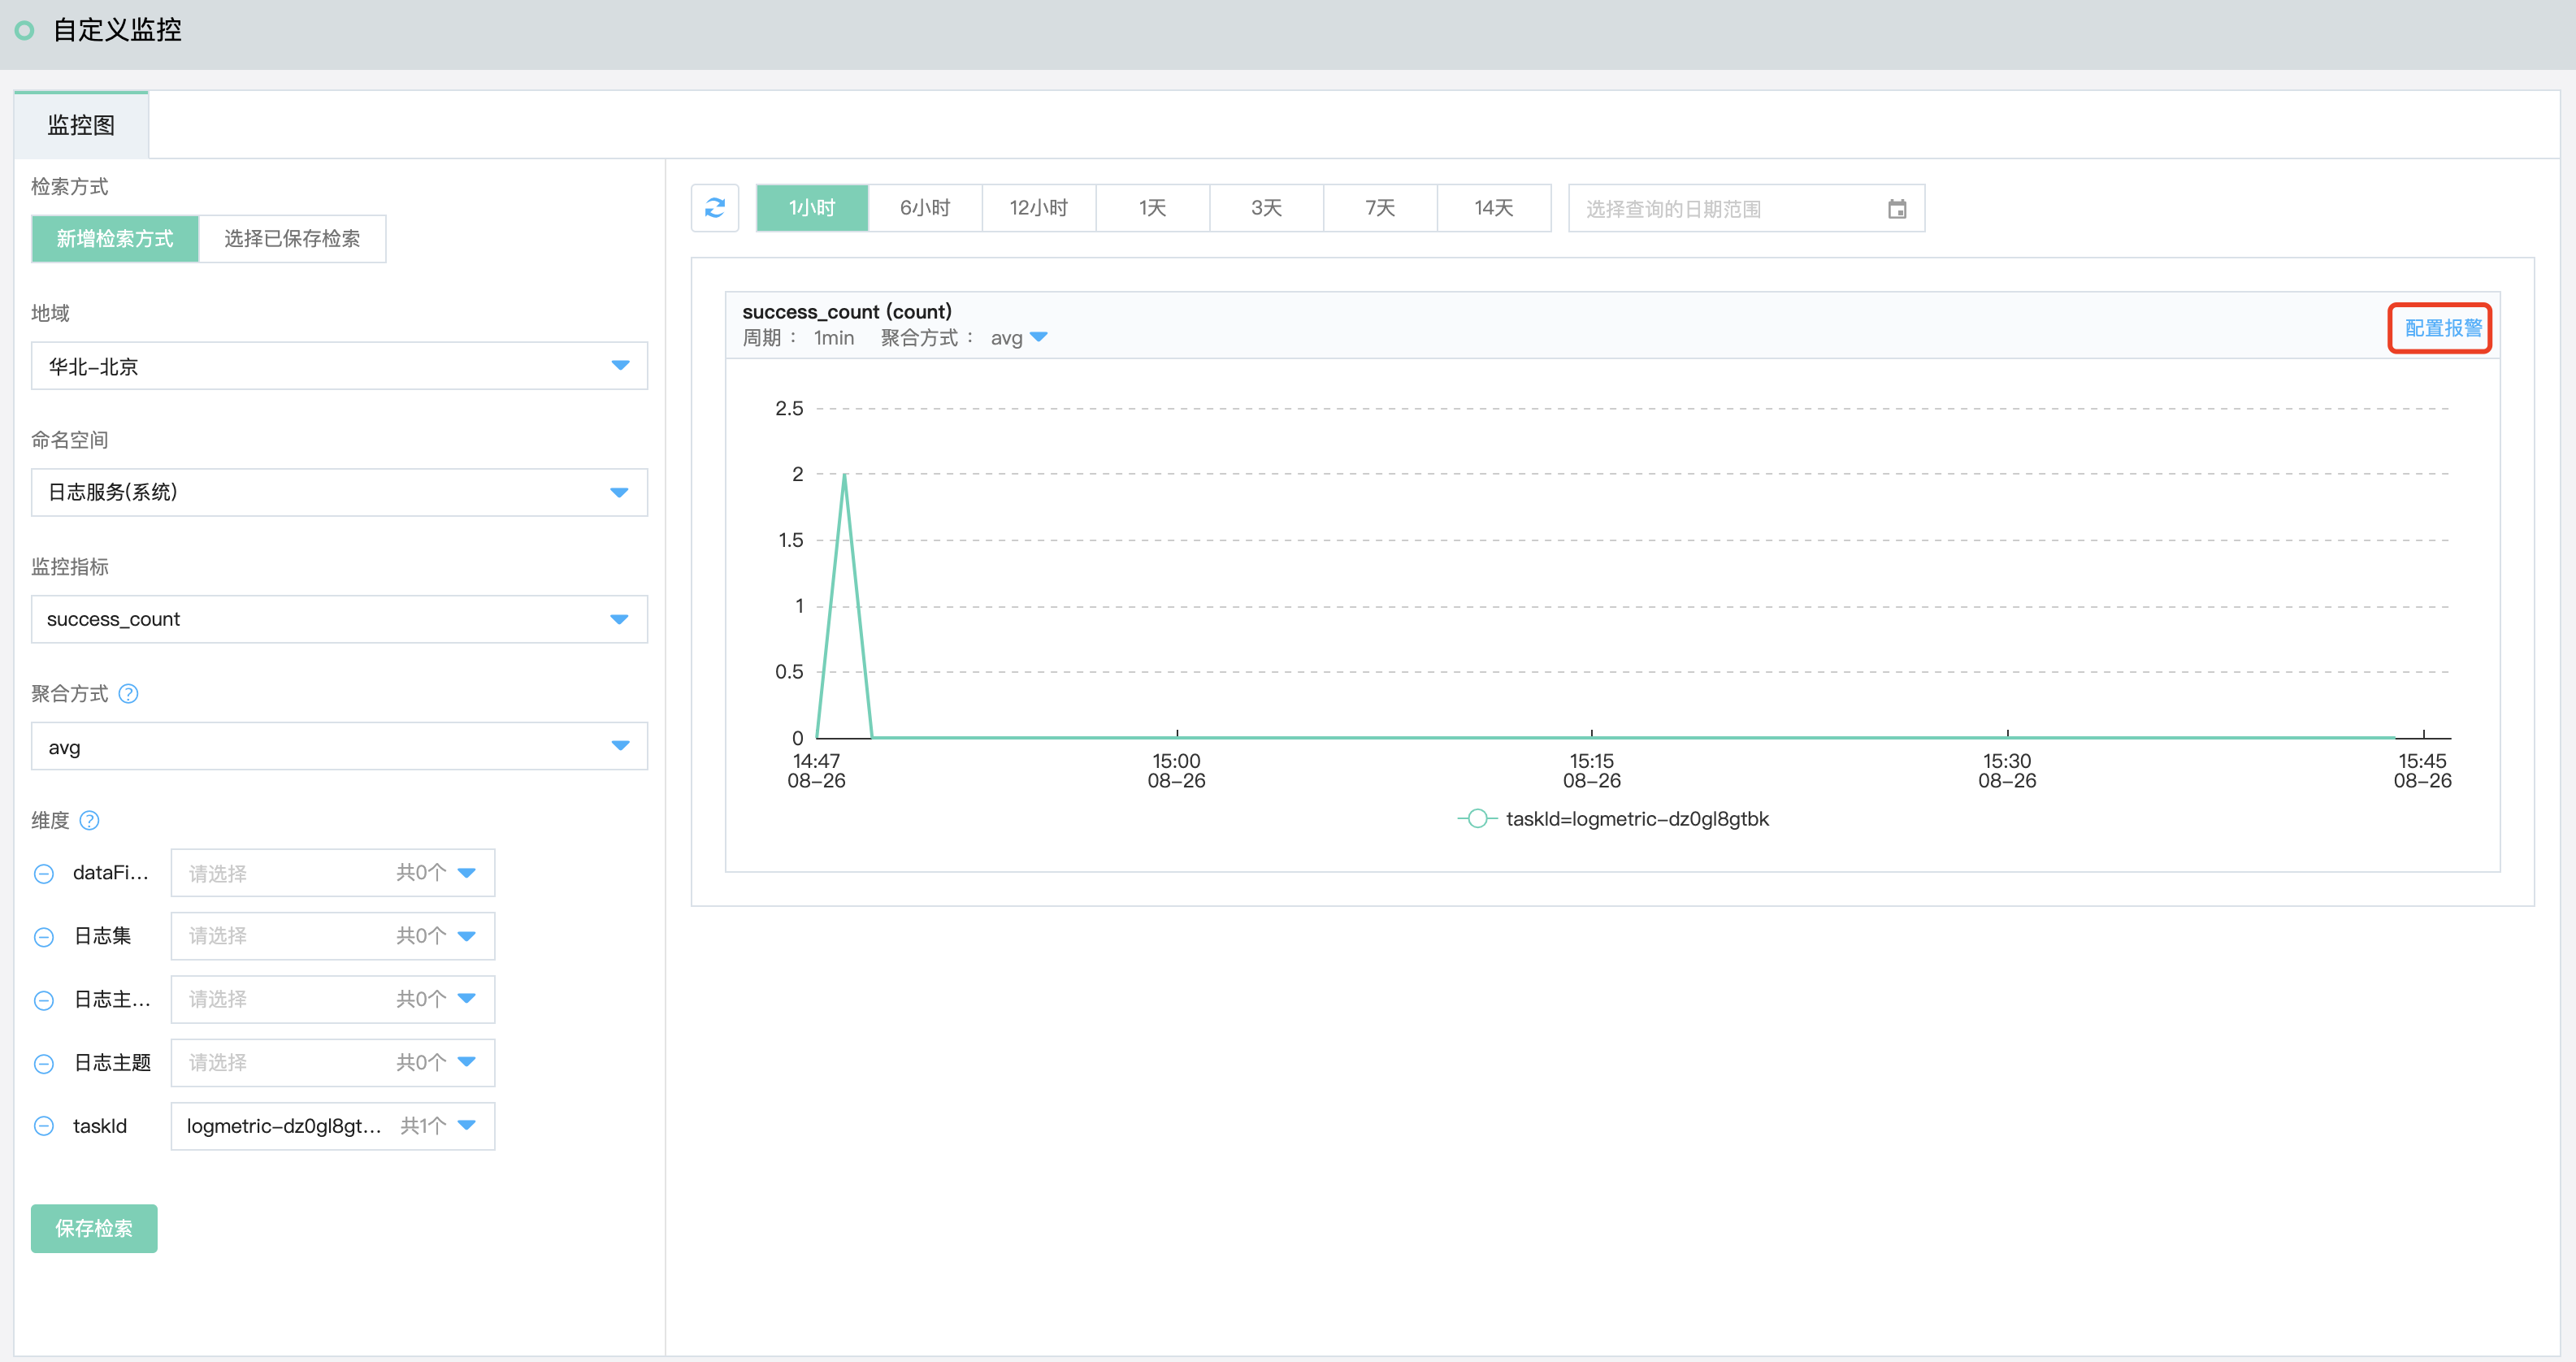 自定义监控
监控图
检索方式
新增检索方式 选择已保存检索
地域
华北-北京
命名空间
日志服务(系统)
监控指标
success_count
聚合方式 ?
avg
维度 ?
dataFi... 请选择 共0个
日志集 请选择 共0个
日志主... 请选择 共0个
日志主题 请选择 共0个
taskId logmetric-dz0gl8gt... 共1个
保存检索
1小时 6小时 12小时 1天 3天 7天 14天 选择查询的日期范围
success_count (count)
周期： 1min 聚合方式： avg
配置报警
2.5
2
1.5
1
0.5
0
14:47 15:00 15:15 15:30 15:45
08-26 08-26 08-26 08-26 08-26
taskId=logmetric-dz0gl8gtbk